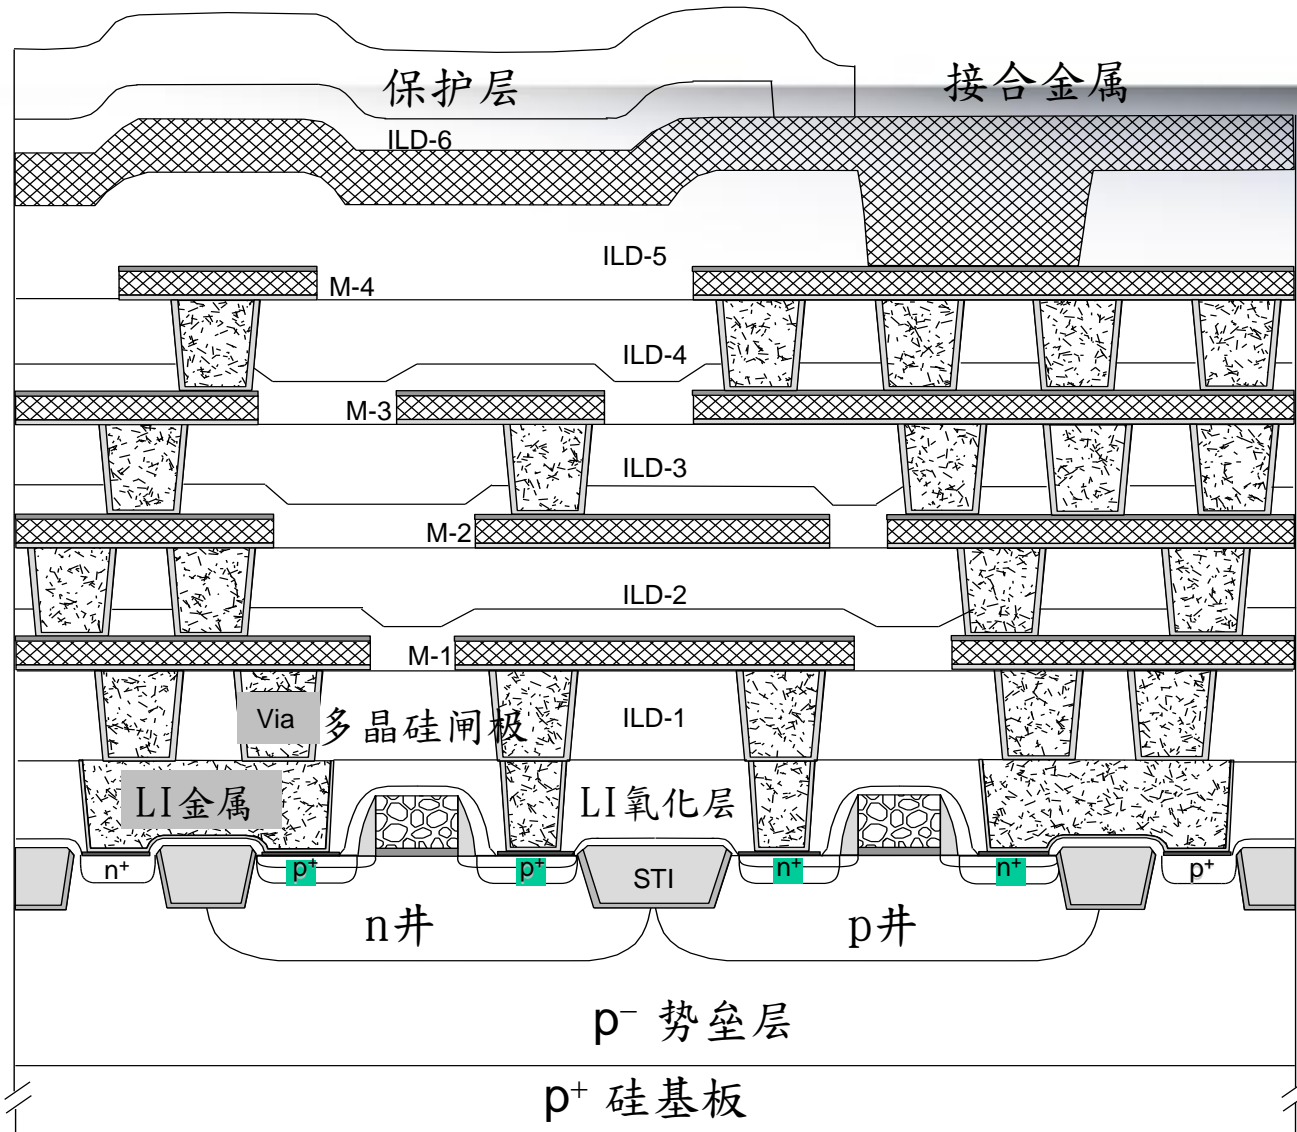 保护层
接合金属
ILD-6
ILD-5
M-4
ILD-4
M-3
ILD-3
M-2
ILD-2
M-1
Via
多晶硅闸极
ILD-1
LI金属
LI氧化层
n⁺
p⁺
p⁺
STI
n⁺
n⁺
p⁺
n井
p井
p⁻ 势垒层
p⁺ 硅基板